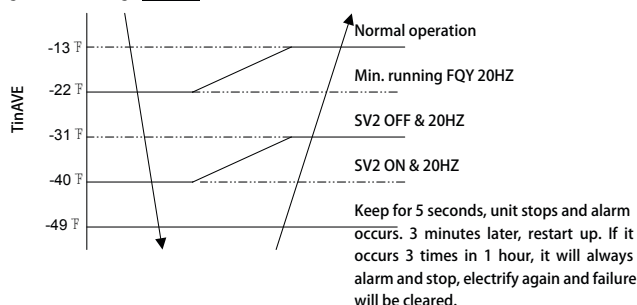 Normal operation
-13 ℉
Min. running FQY 20HZ
-22 ℉
TinAVE
SV2 OFF & 20HZ
-31 ℉
SV2 ON & 20HZ
-40 ℉
-49 ℉
Keep for 5 seconds, unit stops and alarm
occurs. 3 minutes later, restart up. If it
occurs 3 times in 1 hour, it will always
alarm and stop, electrify again and failure
will be cleared.